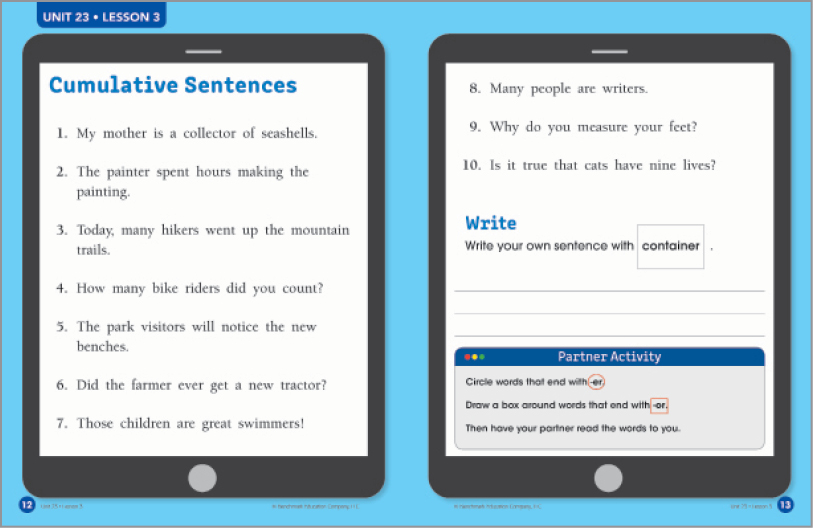 UNIT 23 • LESSON 3
Cumulative Sentences
1. My mother is a collector of seashells.
2. The painter spent hours making the
painting.
3. Today, many hikers went up the mountain
trails.
4. How many bike riders did you count?
5. The park visitors will notice the new
benches.
6. Did the farmer ever get a new tractor?
7. Those children are great swimmers!
12 Unit 23 • Lesson 3
© Benchmark Education Company, LLC
8. Many people are writers.
9. Why do you measure your feet?
10. Is it true that cats have nine lives?
Write
Write your own sentence with container .
Partner Activity
Circle words that end with -er.
Draw a box around words that end with -or.
Then have your partner read the words to you.
© Benchmark Education Company, LLC
Unit 23 • Lesson 3 13